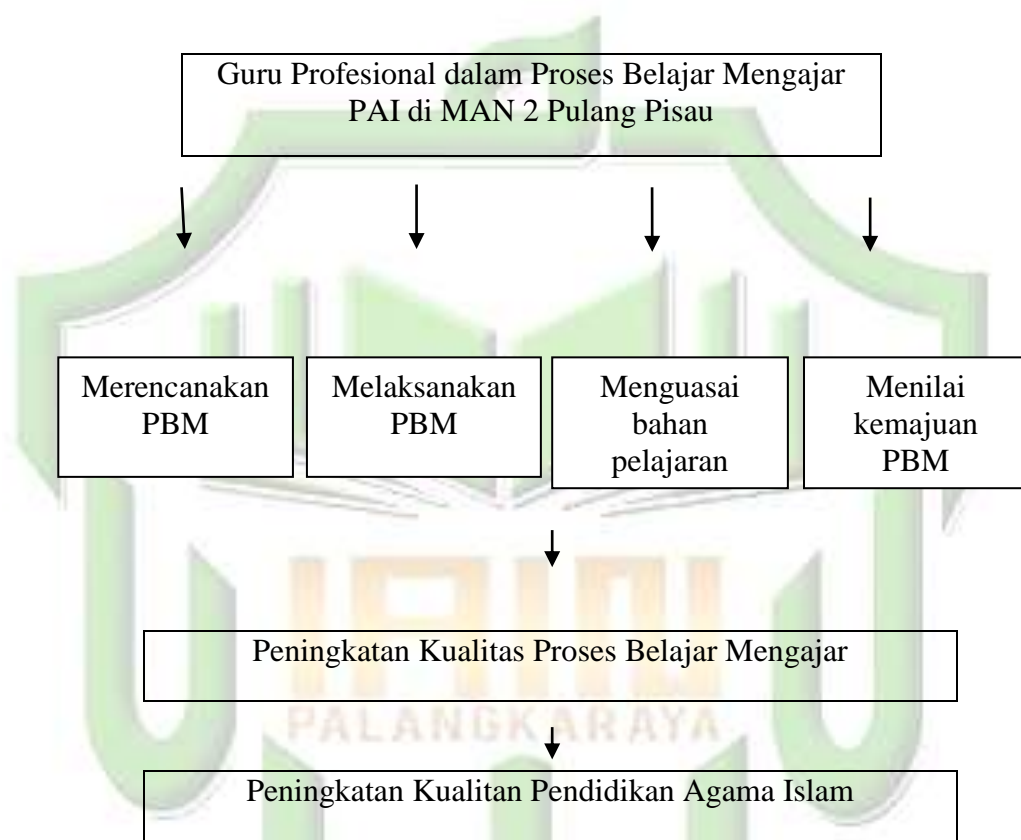 Guru Profesional dalam Proses Belajar Mengajar
PAI di MAN 2 Pulang Pisau
Merencanakan
PBM
Melaksanakan
PBM
Menguasai
bahan
pelajaran
Menilai
kemajuan
PBM
Peningkatan Kualitas Proses Belajar Mengajar
IAIN
PALANGKARAYA
Peningkatan Kualitan Pendidikan Agama Islam